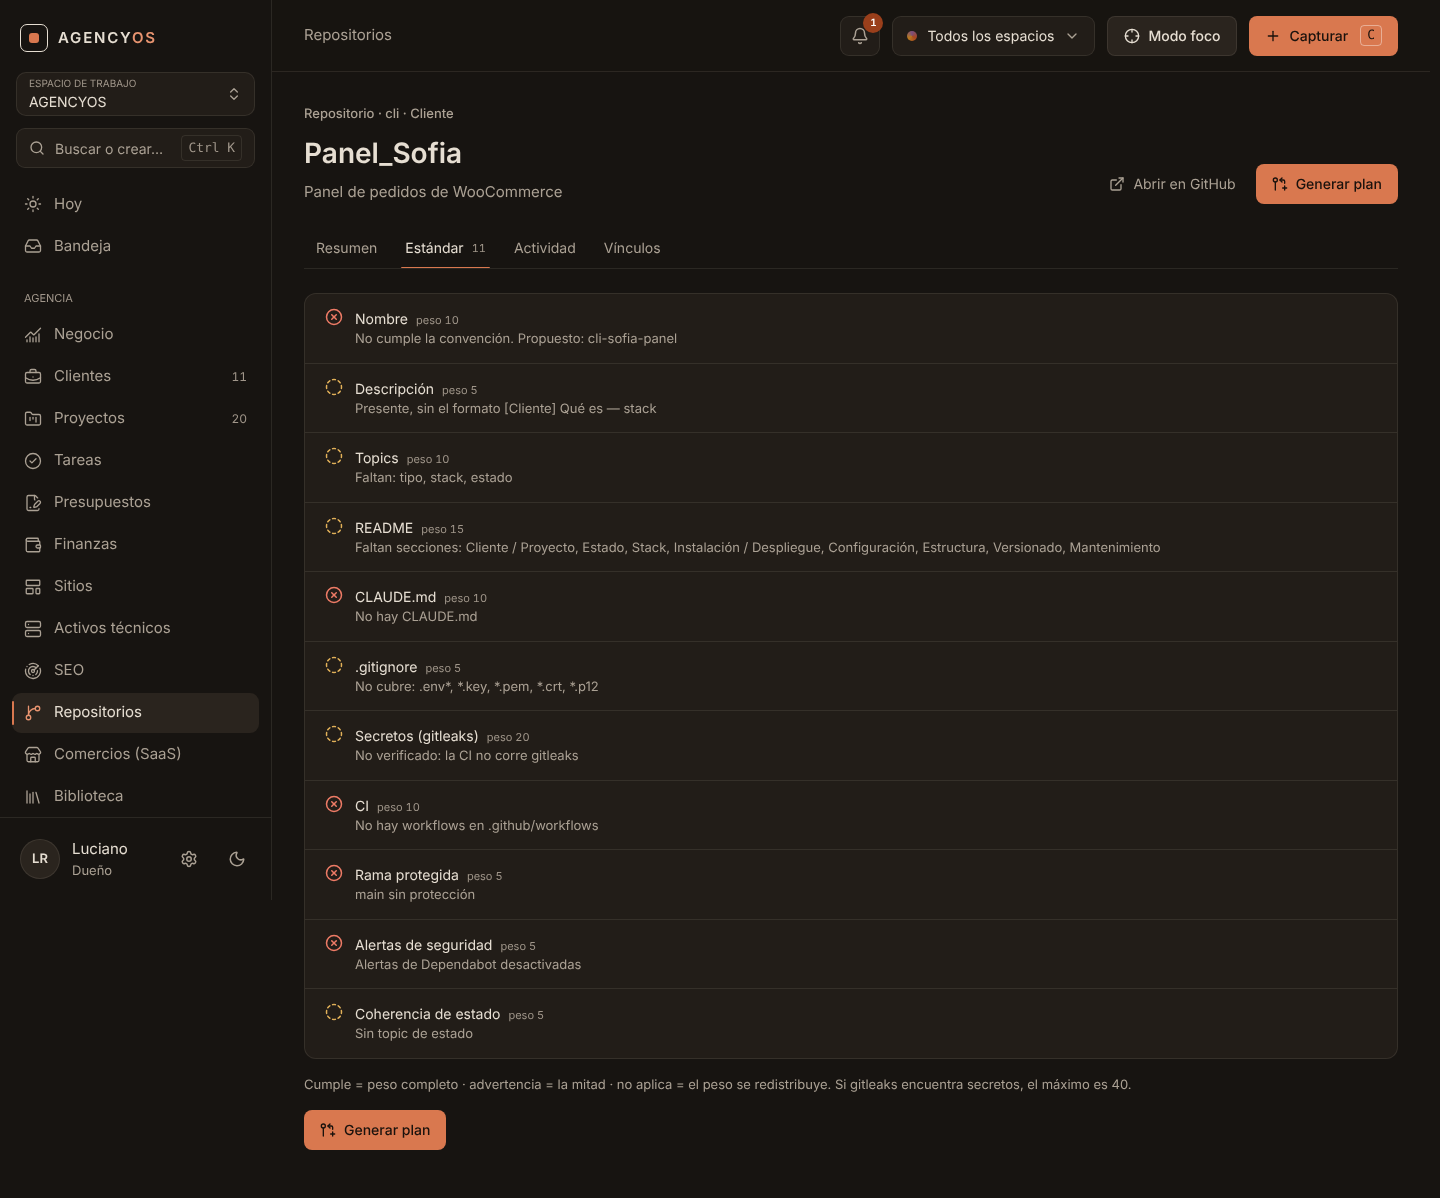 AGENCYOS
ESPACIO DE TRABAJO
AGENCYOS
Buscar o crear... Ctrl K
Hoy
Bandeja
AGENCIA
Negocio
Clientes 11
Proyectos 20
Tareas
Presupuestos
Finanzas
Sitios
Activos técnicos
SEO
Repositorios
Comercios (SaaS)
Biblioteca
LR
Luciano
Dueño
Repositorios
1
Todos los espacios
Modo foco
Capturar C
Repositorio · cli · Cliente
Panel_Sofia
Panel de pedidos de WooCommerce
Abrir en GitHub
Generar plan
Resumen Estándar 11 Actividad Vínculos
Nombre peso 10
No cumple la convención. Propuesto: cli-sofia-panel
Descripción peso 5
Presente, sin el formato [Cliente] Qué es — stack
Topics peso 10
Faltan: tipo, stack, estado
README peso 15
Faltan secciones: Cliente / Proyecto, Estado, Stack, Instalación / Despliegue, Configuración, Estructura, Versionado, Mantenimiento
CLAUDE.md peso 10
No hay CLAUDE.md
.gitignore peso 5
No cubre: .env*, *.key, *.pem, *.crt, *.p12
Secretos (gitleaks) peso 20
No verificado: la CI no corre gitleaks
CI peso 10
No hay workflows en .github/workflows
Rama protegida peso 5
main sin protección
Alertas de seguridad peso 5
Alertas de Dependabot desactivadas
Coherencia de estado peso 5
Sin topic de estado
Cumple = peso completo · advertencia = la mitad · no aplica = el peso se redistribuye. Si gitleaks encuentra secretos, el máximo es 40.
Generar plan